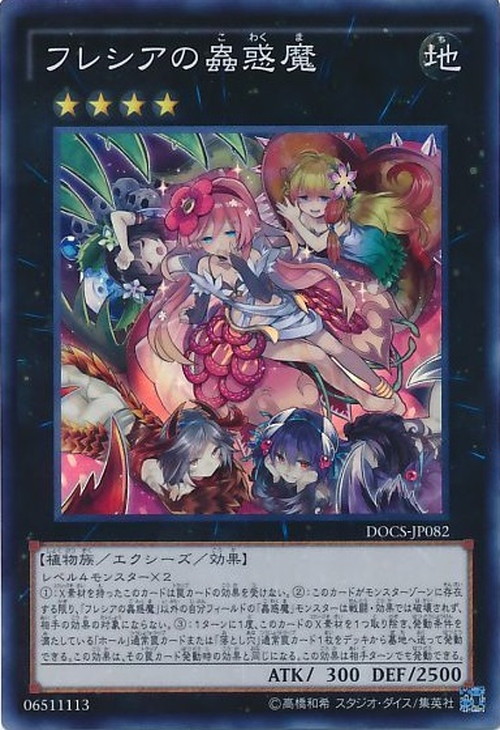 フレシアの蟲惑魔
こ わく ま
地
ち
DOCS-JP082
【植物族／エクシーズ／効果】
レベル４モンスター×２
①：X素材を持ったこのカードは罠カードの効果を受けない。②：このカードがモンスターゾーンに存在
する限り、「フレシアの蟲惑魔」以外の自分フィールドの「蟲惑魔」モンスターは戦闘・効果では破壊されず、
相手の効果の対象にならない。③：１ターンに１度、このカードのX素材を１つ取り除き、発動条件を
満たしている「ホール」通常罠カードまたは「落とし穴」通常罠カード１枚をデッキから墓地へ送って発動
できる。この効果は、その罠カード発動時の効果と同じになる。この効果は相手ターンでも発動できる。
ATK/ 300 DEF/2500
06511113
©高橋和希 スタジオ・ダイス/集英社